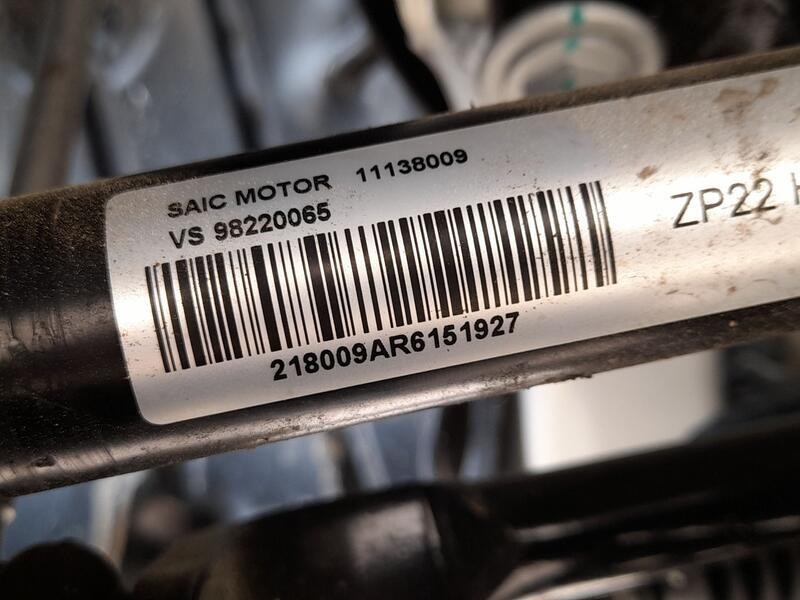 SAIC MOTOR 11138009
VS 98220065
218009AR6151927
ZP22